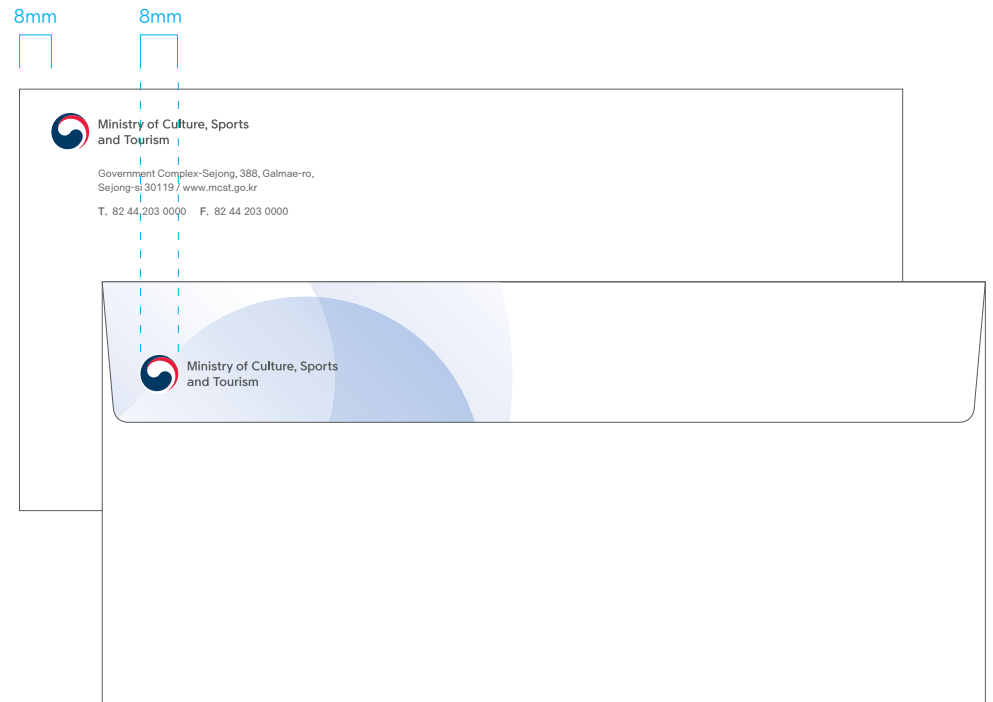 8mm 8mm
Ministry of Culture, Sports
and Tourism
Government Complex-Sejong, 388, Galmae-ro,
Sejong-si 30119 / www.mcst.go.kr
T. 82 44 203 0000 F. 82 44 203 0000
Ministry of Culture, Sports
and Tourism